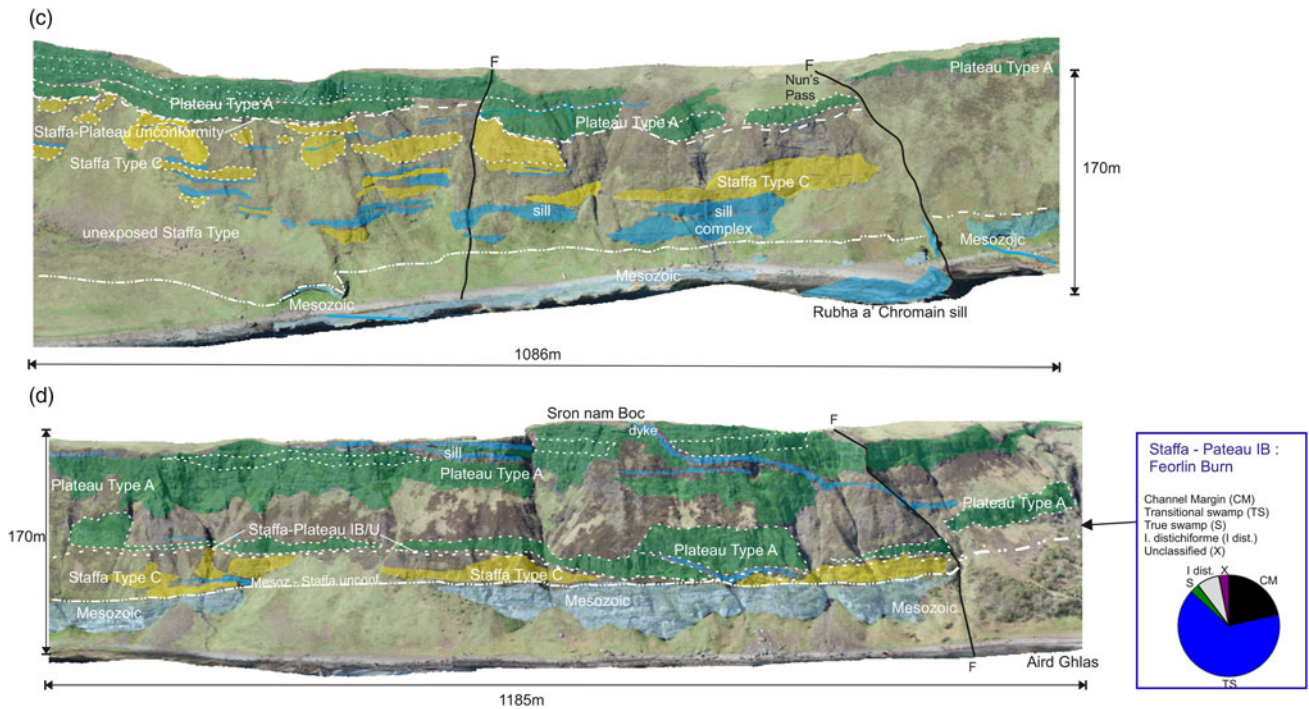 (c)
F
F
Nun's
Pass
Plateau Type A
Plateau Type A
Plateau Type A
Staffa-Plateau unconformity
Staffa Type C
Staffa Type C
170m
unexposed Staffa Type
sill
sill
complex
Mesozoic
Mesozoic
Mesozoic
Rubha a' Chromain sill
1086m
(d)
Sron nam Boc
F
dyke
sill
Plateau Type A
Plateau Type A
Plateau Type A
170m
Staffa-Plateau IB/U
Plateau Type A
Staffa Type C
Mesoz - Staffa unconf.
Staffa Type C
Mesozoic
Mesozoic
Mesozoic
F
Aird Ghlas
1185m
Staffa - Pateau IB :
Feorlin Burn
Channel Margin (CM)
Transitional swamp (TS)
True swamp (S)
I. distichiforme (I dist.)
Unclassified (X)
I dist.
X
S
CM
TS